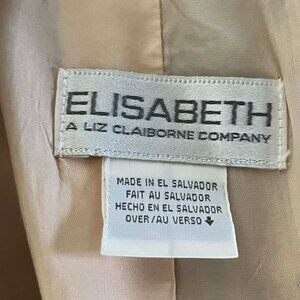 ELISABETH
A LIZ CLAIBORNE COMPANY
MADE IN EL SALVADOR
FAIT AU SALVADOR
HECHO EN EL SALVADOR
OVER/AU VERSO